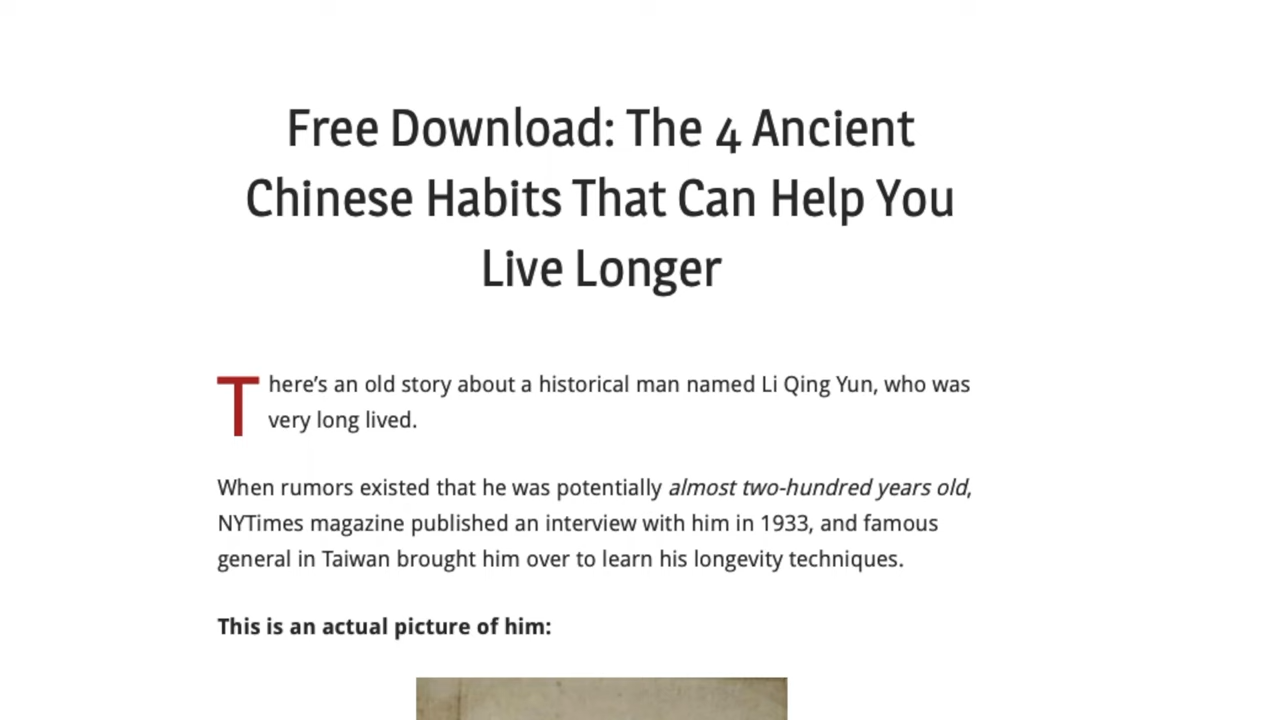 Free Download: The 4 Ancient
Chinese Habits That Can Help You
Live Longer
There’s an old story about a historical man named Li Qing Yun, who was
very long lived.
When rumors existed that he was potentially almost two-hundred years old,
NYTimes magazine published an interview with him in 1933, and famous
general in Taiwan brought him over to learn his longevity techniques.
This is an actual picture of him: